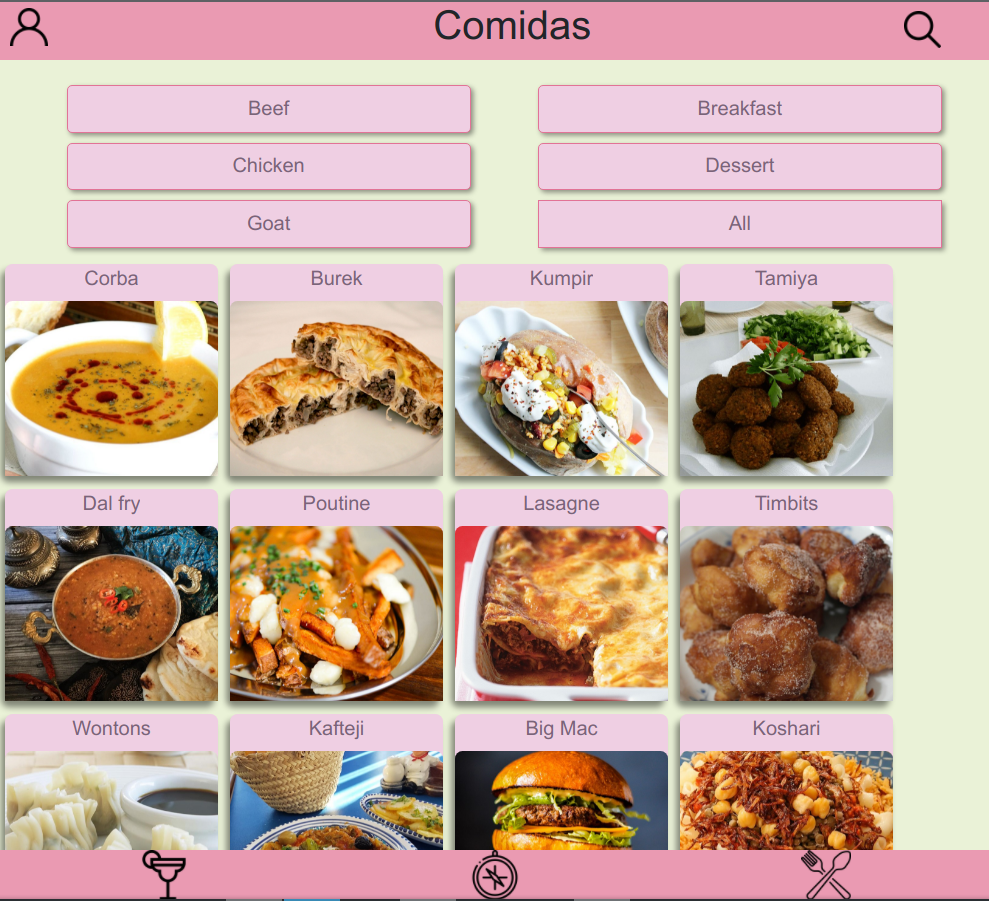 Comidas
Beef
Breakfast
Chicken
Dessert
Goat
All
Corba
Burek
Kumpir
Tamiya
Dal fry
Poutine
Lasagne
Timbits
Wontons
Kafteji
Big Mac
Koshari